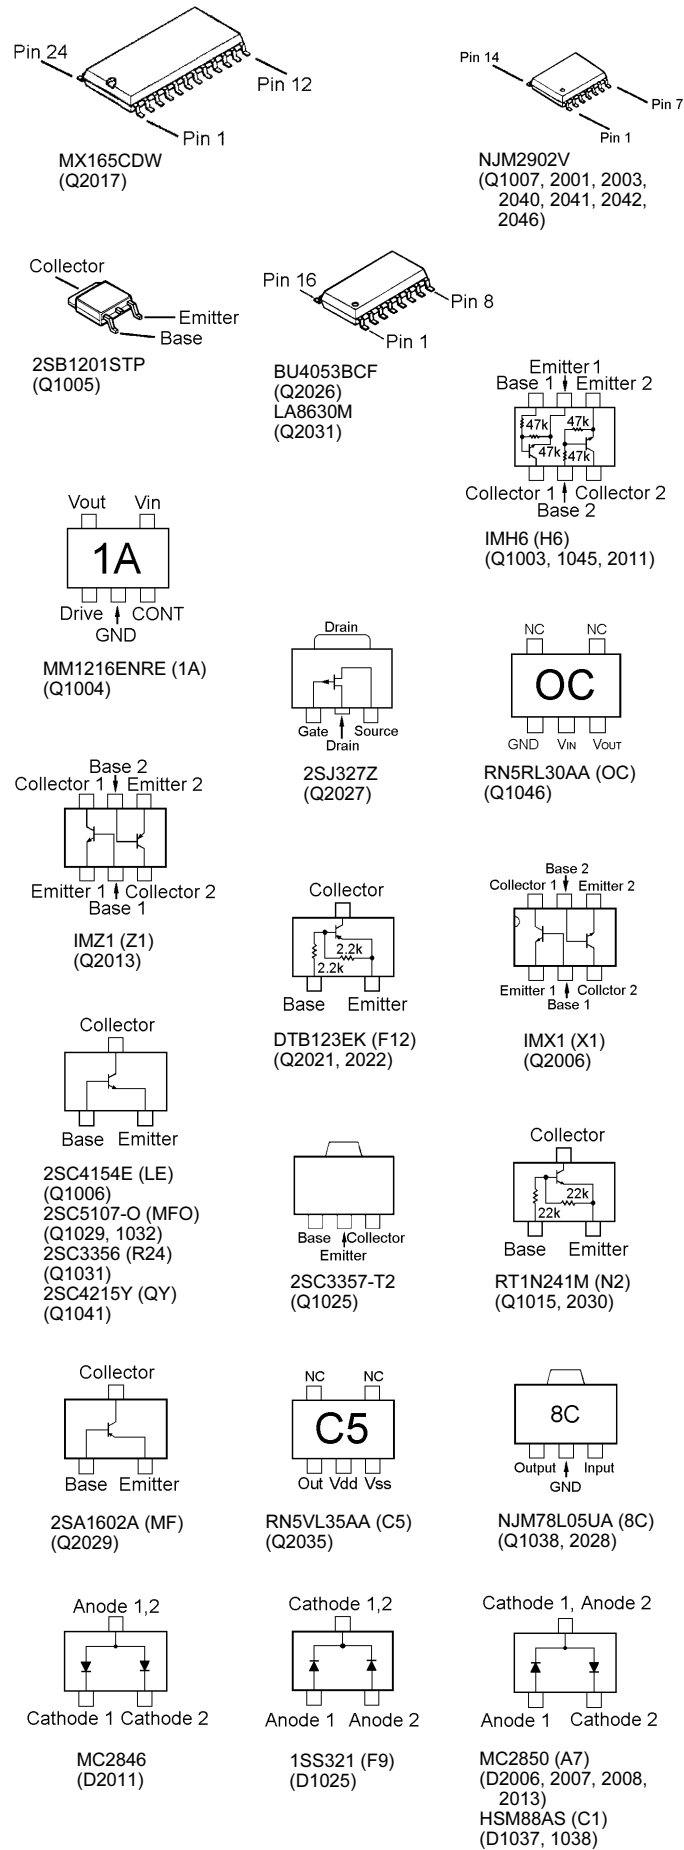 Pin 24
Pin 12
Pin 1
MX165CDW
(Q2017)
Pin 14
Pin 7
Pin 1
NJM2902V
(Q1007, 2001, 2003,
2040, 2041, 2042,
2046)
Collector
Emitter
Base
2SB1201STP
(Q1005)
Pin 16
Pin 8
Pin 1
BU4053BCF
(Q2026)
LA8630M
(Q2031)
Emitter 1
Base 1
Emitter 2
47k
47k
47k
47k
Collector 1
Collector 2
Base 2
IMH6 (H6)
(Q1003, 1045, 2011)
Vout
Vin
1A
Drive
CONT
GND
MM1216ENRE (1A)
(Q1004)
Drain
Gate
Source
Drain
2SJ327Z
(Q2027)
NC
NC
OC
GND
VIN
VOUT
RN5RL30AA (OC)
(Q1046)
Base 2
Collector 1
Emitter 2
Emitter 1
Collector 2
Base 1
IMZ1 (Z1)
(Q2013)
Collector
2.2k
2.2k
Base
Emitter
DTB123EK (F12)
(Q2021, 2022)
Base 2
Collector 1
Emitter 2
Emitter 1
Collctor 2
Base 1
IMX1 (X1)
(Q2006)
Collector
Base
Emitter
2SC4154E (LE)
(Q1006)
2SC5107-O (MFO)
(Q1029, 1032)
2SC3356 (R24)
(Q1031)
2SC4215Y (QY)
(Q1041)
Base
Collector
Emitter
2SC3357-T2
(Q1025)
Collector
22k
22k
Base
Emitter
RT1N241M (N2)
(Q1015, 2030)
Collector
Base
Emitter
2SA1602A (MF)
(Q2029)
NC
NC
C5
Out
Vdd
Vss
RN5VL35AA (C5)
(Q2035)
8C
Output
Input
GND
NJM78L05UA (8C)
(Q1038, 2028)
Anode 1,2
Cathode 1
Cathode 2
MC2846
(D2011)
Cathode 1,2
Anode 1
Anode 2
1SS321 (F9)
(D1025)
Cathode 1, Anode 2
Anode 1
Cathode 2
MC2850 (A7)
(D2006, 2007, 2008,
2013)
HSM88AS (C1)
(D1037, 1038)